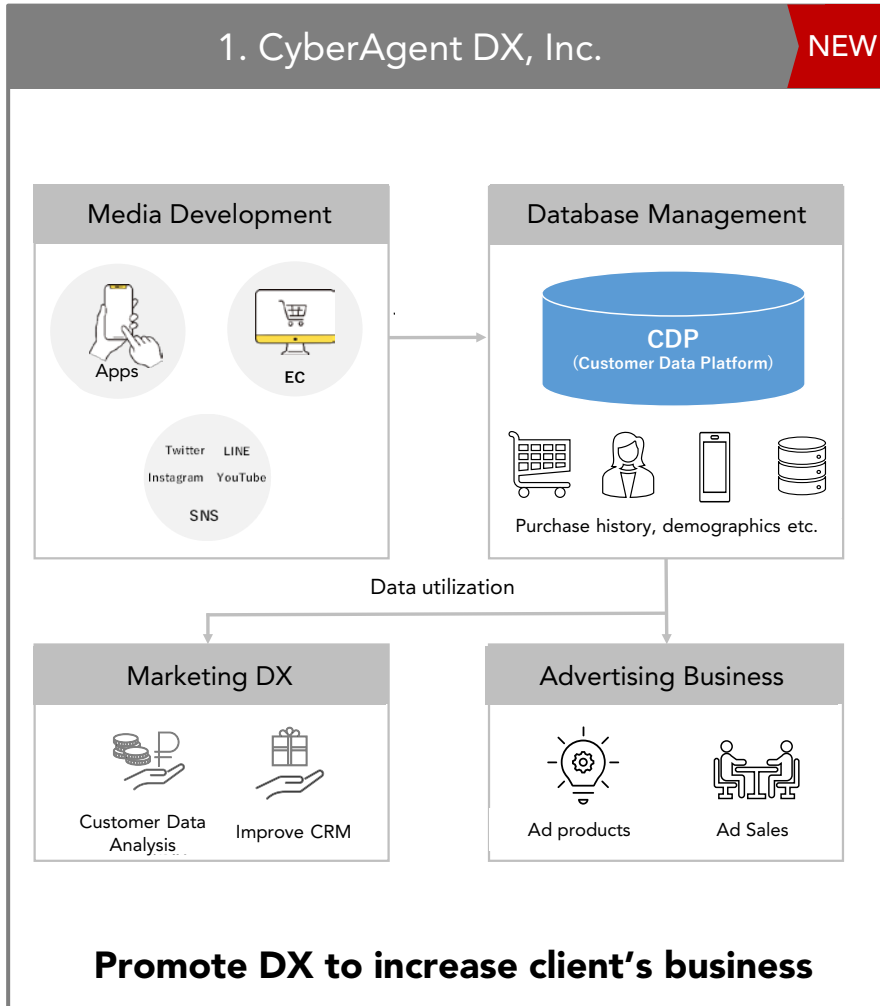 1. CyberAgent DX, Inc.
NEW
Media Development
Apps
EC
Twitter LINE
Instagram YouTube
SNS
Database Management
CDP
(Customer Data Platform)
Purchase history, demographics etc.
Data utilization
Marketing DX
Customer Data
Analysis
Improve CRM
Advertising Business
Ad products
Ad Sales
Promote DX to increase client’s business